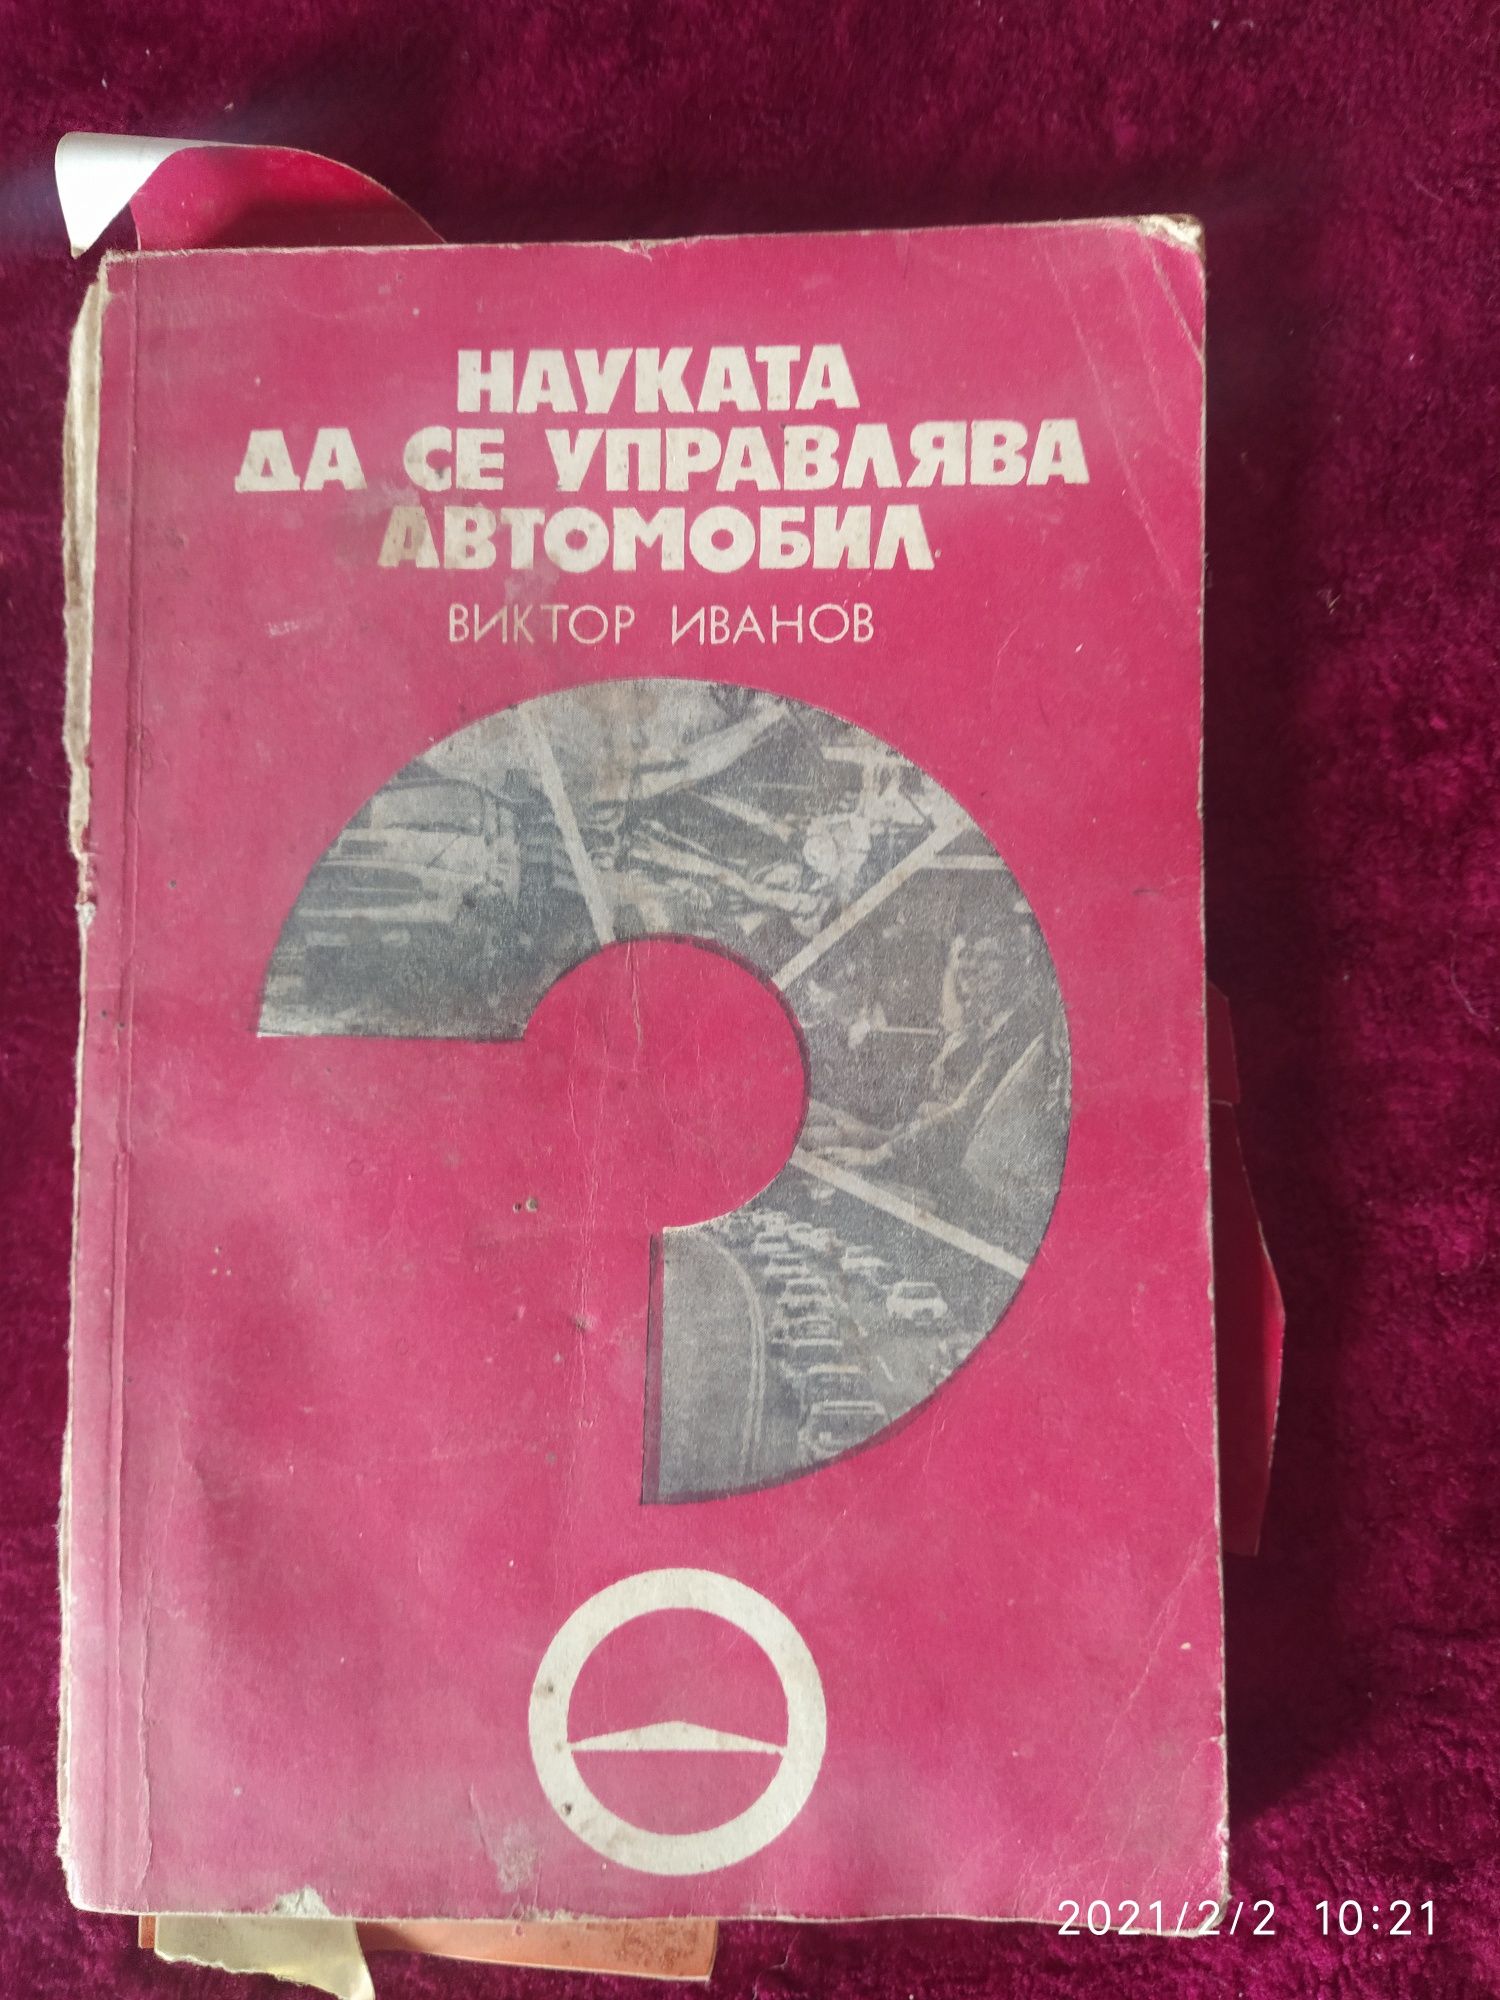 НАУКАТА
ДА СЕ УПРАВЛЯВА
АВТОМОБИЛ
ВИКТОР ИВАНОВ
?
2021/2/2 10:21